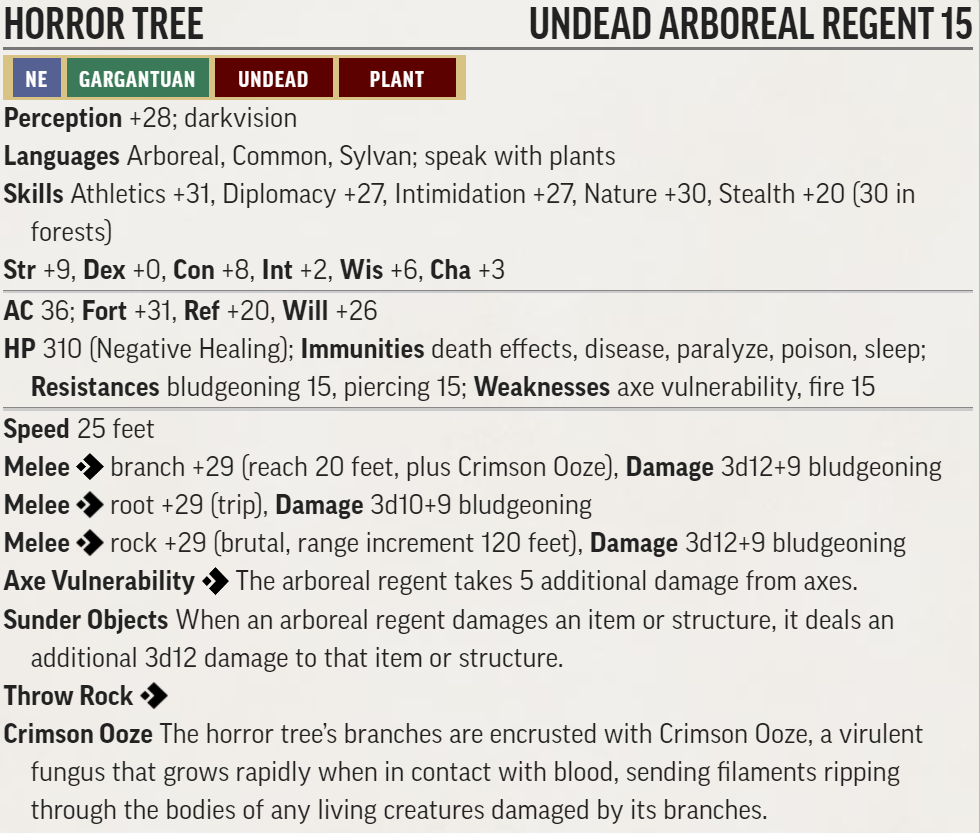 HORROR TREE UNDEAD ARBOREAL REGENT 15
NE GARGANTUAN UNDEAD PLANT
Perception +28; darkvision
Languages Arboreal, Common, Sylvan; speak with plants
Skills Athletics +31, Diplomacy +27, Intimidation +27, Nature +30, Stealth +20 (30 in
forests)
Str +9, Dex +0, Con +8, Int +2, Wis +6, Cha +3
AC 36; Fort +31, Ref +20, Will +26
HP 310 (Negative Healing); Immunities death effects, disease, paralyze, poison, sleep;
Resistances bludgeoning 15, piercing 15; Weaknesses axe vulnerability, fire 15
Speed 25 feet
Melee branch +29 (reach 20 feet, plus Crimson Ooze), Damage 3d12+9 bludgeoning
Melee root +29 (trip), Damage 3d10+9 bludgeoning
Melee rock +29 (brutal, range increment 120 feet), Damage 3d12+9 bludgeoning
Axe Vulnerability The arboreal regent takes 5 additional damage from axes.
Sunder Objects When an arboreal regent damages an item or structure, it deals an
additional 3d12 damage to that item or structure.
Throw Rock
Crimson Ooze The horror tree's branches are encrusted with Crimson Ooze, a virulent
fungus that grows rapidly when in contact with blood, sending filaments ripping
through the bodies of any living creatures damaged by its branches.